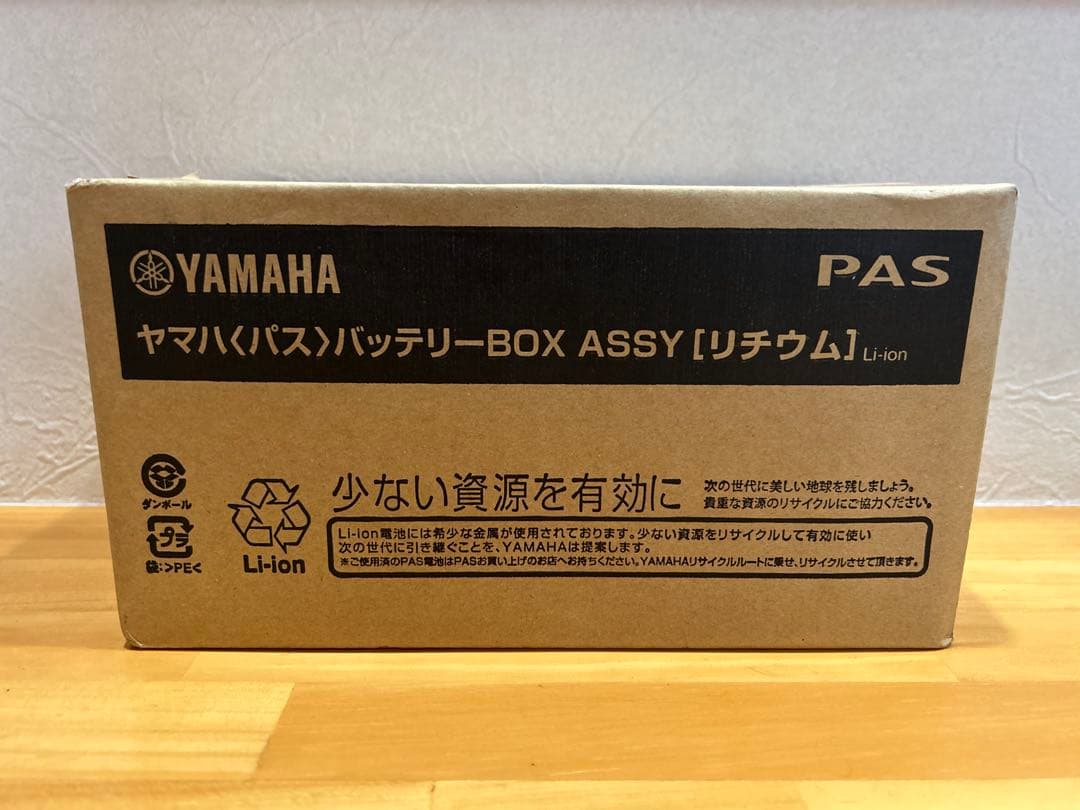 YAMAHA
PAS
ヤマハ〈パス〉バッテリーBOX ASSY [リチウム] Li-ion
ダンボール
プラ
袋:>PE<
Li-ion
少ない資源を有効に
次の世代に美しい地球を残しましょう。
貴重な資源のリサイクルにご協力ください。
Li-ion電池には希少な金属が使用されております。少ない資源をリサイクルして有効に使い
次の世代に引き継ぐことを、YAMAHAは提案します。
※ご使用済のPAS電池はPASお買い上げのお店へお持ちください。YAMAHAリサイクルルートに乗せ、リサイクルさせて頂きます。